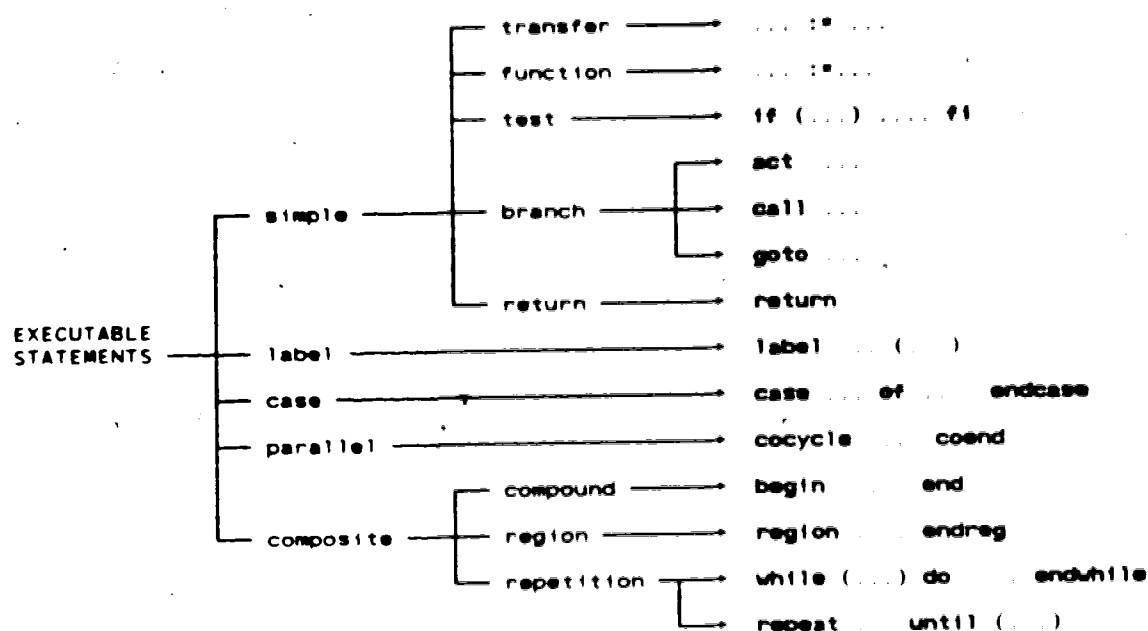 transfer ... := ...
function ... :=...
test if (...) .... fi
act ...
simple branch call ...
goto ...
return return
EXECUTABLE
STATEMENTS label label ... (...)
case case ... of ... endcase
parallel cocycle ... coend
compound begin ... end
composite region region ... endreg
repetition while (...) do ... endwhile
repeat ... until (...)